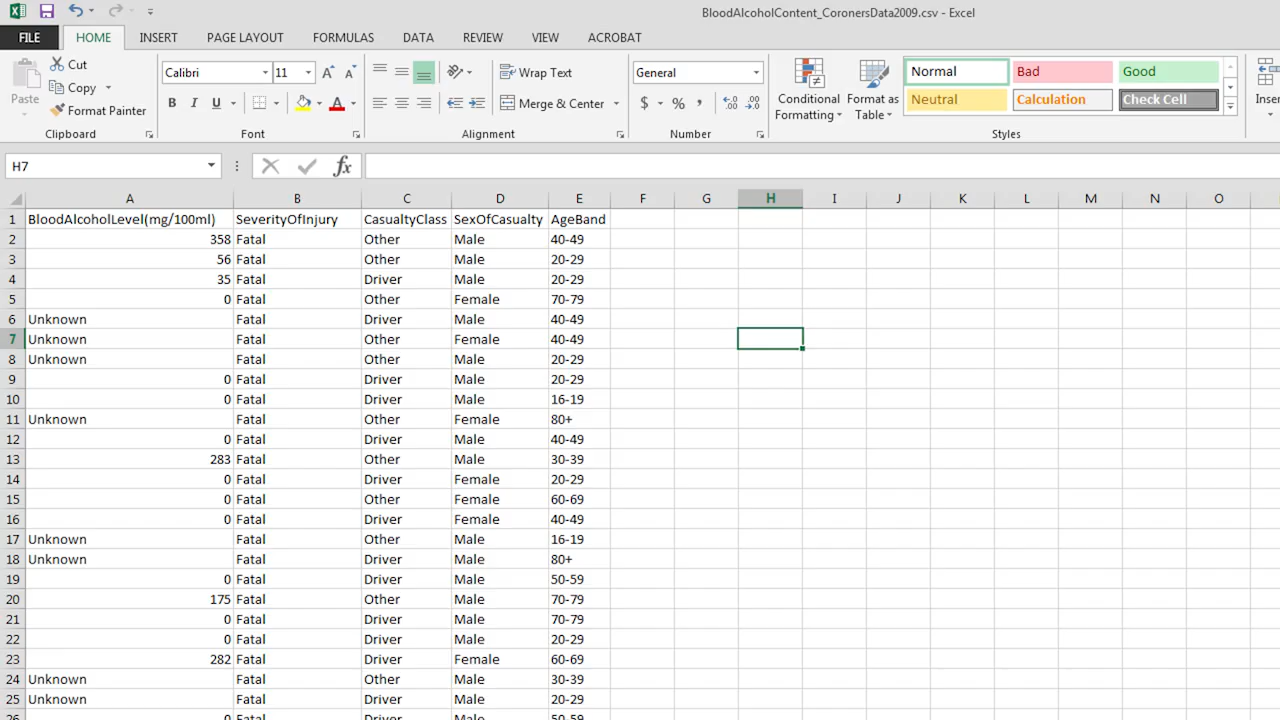 BloodAlcoholContent_CoronersData2009.csv - Excel
FILE HOME INSERT PAGE LAYOUT FORMULAS DATA REVIEW VIEW ACROBAT
Paste
Cut
Copy
Format Painter
Clipboard
Calibri 11
B I U A
Font
Wrap Text
Merge & Center
Alignment
General
$ % ,
Number
Conditional Formatting
Format as Table
Normal Bad Good
Neutral Calculation Check Cell
Styles
H7
fx
A B C D E F G H I J K L M N O
1 BloodAlcoholLevel(mg/100ml) SeverityOfInjury CasualtyClass SexOfCasualty AgeBand
2 358 Fatal Other Male 40-49
3 56 Fatal Other Male 20-29
4 35 Fatal Driver Male 20-29
5 0 Fatal Other Female 70-79
6 Unknown Fatal Driver Male 40-49
7 Unknown Fatal Other Female 40-49
8 Unknown Fatal Other Male 20-29
9 0 Fatal Driver Male 20-29
10 0 Fatal Driver Male 16-19
11 Unknown Fatal Other Female 80+
12 0 Fatal Driver Male 40-49
13 283 Fatal Other Male 30-39
14 0 Fatal Driver Female 20-29
15 0 Fatal Other Female 60-69
16 0 Fatal Driver Female 40-49
17 Unknown Fatal Other Male 16-19
18 Unknown Fatal Driver Male 80+
19 0 Fatal Driver Male 50-59
20 175 Fatal Other Male 70-79
21 0 Fatal Driver Male 70-79
22 0 Fatal Driver Male 20-29
23 282 Fatal Driver Female 60-69
24 Unknown Fatal Other Male 30-39
25 Unknown Fatal Driver Male 20-29
26 0 Fatal Driver Male 50-59